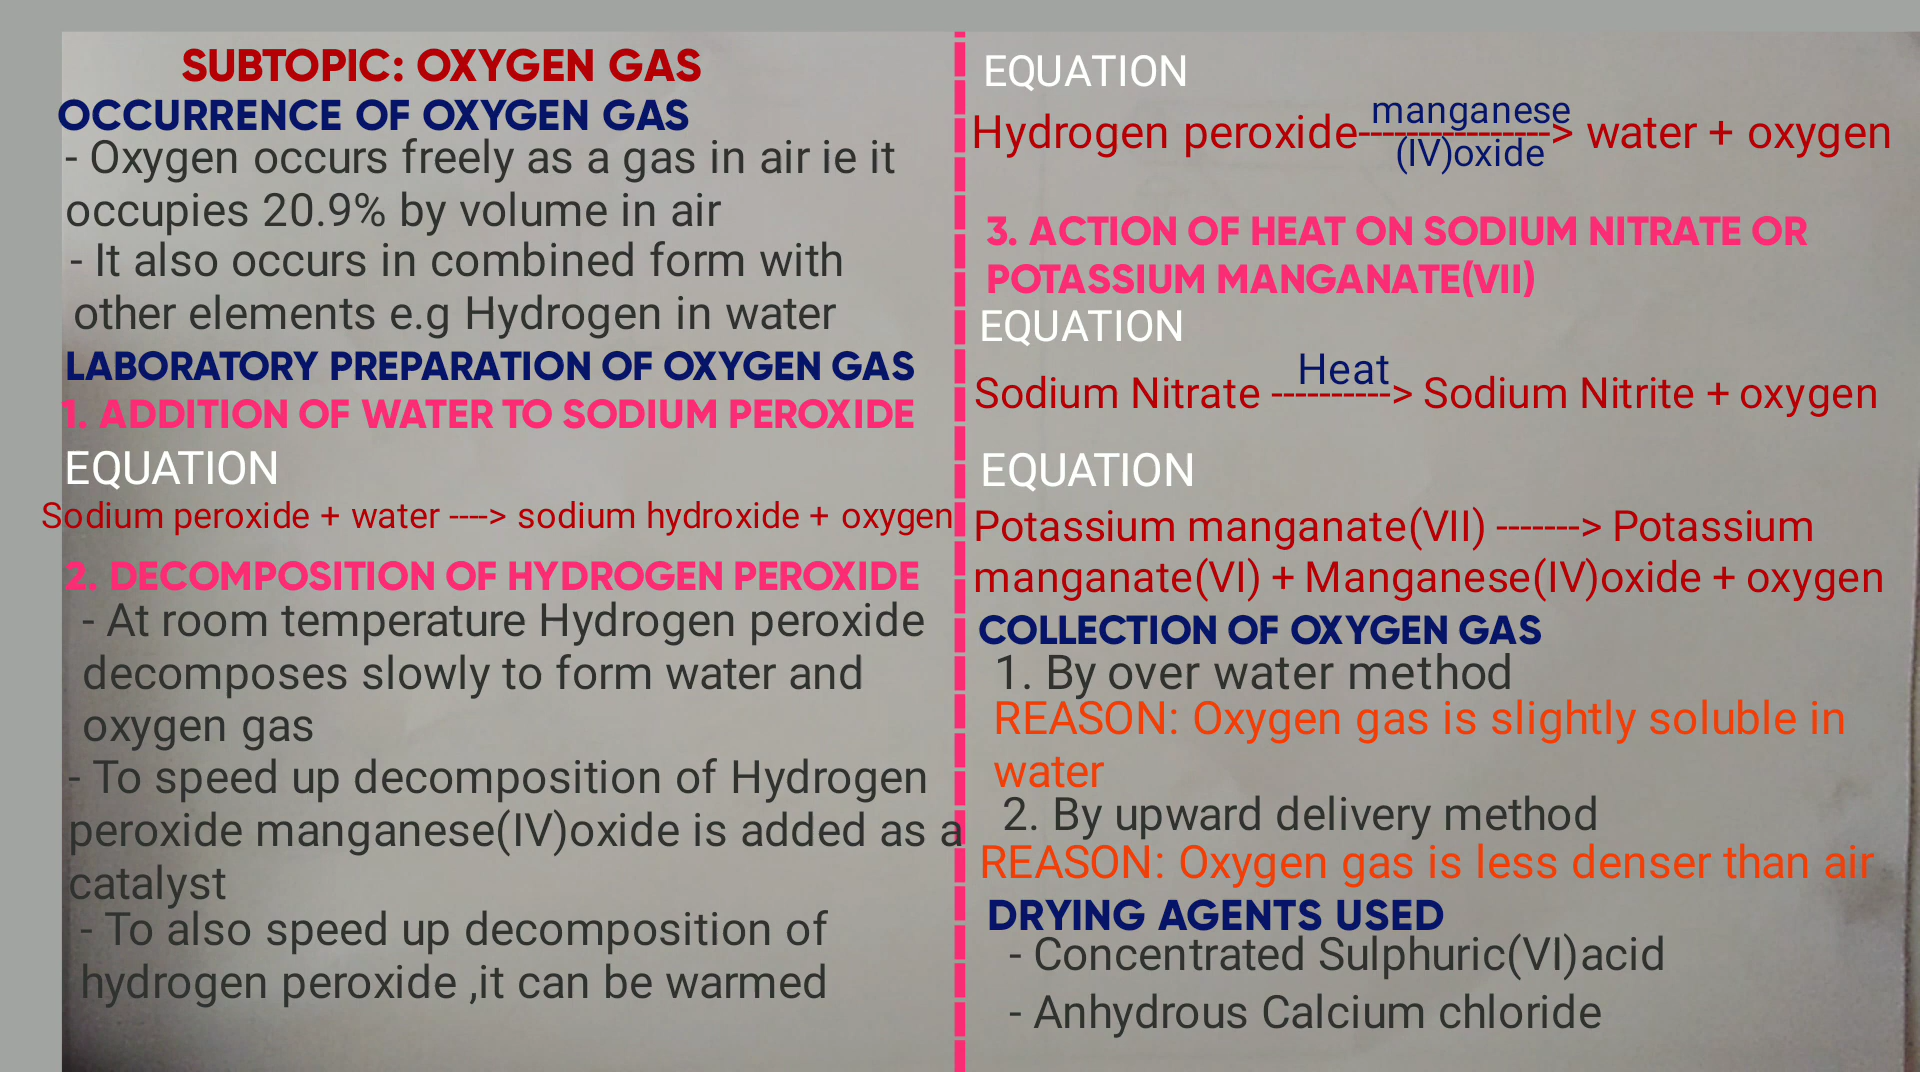 SUBTOPIC: OXYGEN GAS
OCCURRENCE OF OXYGEN GAS
- Oxygen occurs freely as a gas in air ie it
occupies 20.9% by volume in air
- It also occurs in combined form with
other elements e.g Hydrogen in water
LABORATORY PREPARATION OF OXYGEN GAS
1. ADDITION OF WATER TO SODIUM PEROXIDE
EQUATION
Sodium peroxide + water ----> sodium hydroxide + oxygen
2. DECOMPOSITION OF HYDROGEN PEROXIDE
- At room temperature Hydrogen peroxide
decomposes slowly to form water and
oxygen gas
- To speed up decomposition of Hydrogen
peroxide manganese(IV)oxide is added as a
catalyst
- To also speed up decomposition of
hydrogen peroxide ,it can be warmed
EQUATION
manganese
Hydrogen peroxide----------------> water + oxygen
(IV)oxide
3. ACTION OF HEAT ON SODIUM NITRATE OR
POTASSIUM MANGANATE(VII)
EQUATION
Heat
Sodium Nitrate ----------> Sodium Nitrite + oxygen
EQUATION
Potassium manganate(VII) -------> Potassium
manganate(VI) + Manganese(IV)oxide + oxygen
COLLECTION OF OXYGEN GAS
1. By over water method
REASON: Oxygen gas is slightly soluble in
water
2. By upward delivery method
REASON: Oxygen gas is less denser than air
DRYING AGENTS USED
- Concentrated Sulphuric(VI)acid
- Anhydrous Calcium chloride